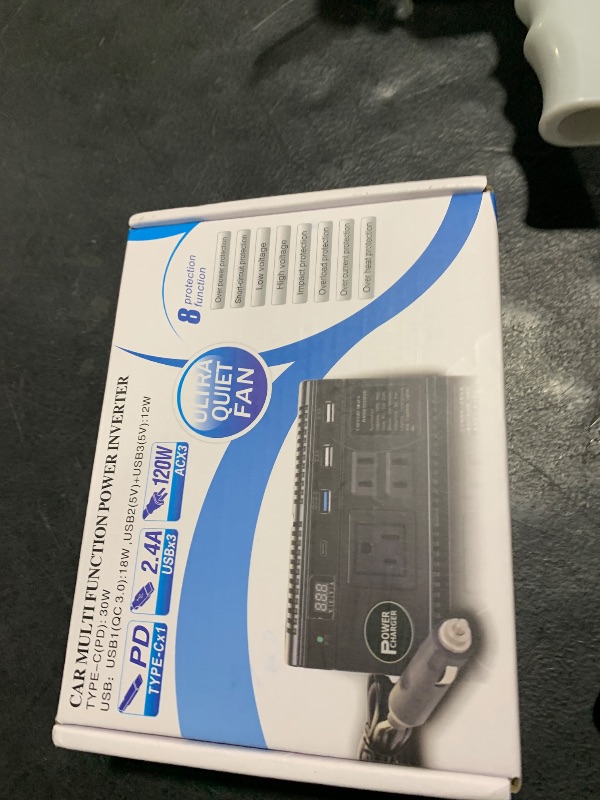 CAR MULTI FUNCTION POWER INVERTER
TYPE-C(PD): 30W
USB: USB1(QC 3.0):18W ,USB2(5V)+USB3(5V):12W
PD
TYPE-Cx1
2.4A
USBx3
120W
ACX3
ULTRA
QUIET
FAN
8 protection
function
Over power protection
Short-circuit protection
Low voltage
High voltage
Impact protection
Overload protection
Over current protection
Over heat protection
888
POWER
CHARGER